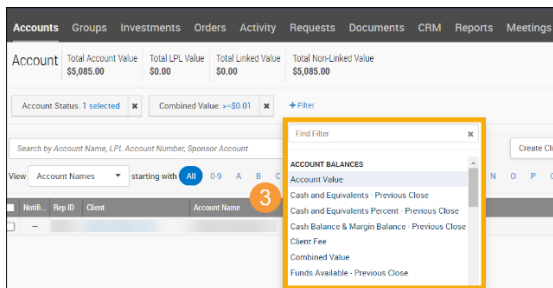 Accounts Groups Investments Orders Activity Requests Documents CRM Reports Meetings
Account
Total Account Value Total LPL Value Total Linked Value Total Non-Linked Value
$5,085.00 $0.00 $0.00 $5,085.00
Account Status: 1 selected × Combined Value: >=$0.01 × +Filter
Find Filter ×
Search by Account Name, LPL Account Number, Sponsor Account
Create Cli
ACCOUNT BALANCES
View Account Names starting with All 0-9 A B C N O P
Account Value
3
Cash and Equivalents - Previous Close
Notifi... Rep ID Client Account Name
Cash and Equivalents Percent - Previous Close
Cash Balance & Margin Balance - Previous Close
Client Fee
Combined Value
Funds Available - Previous Close